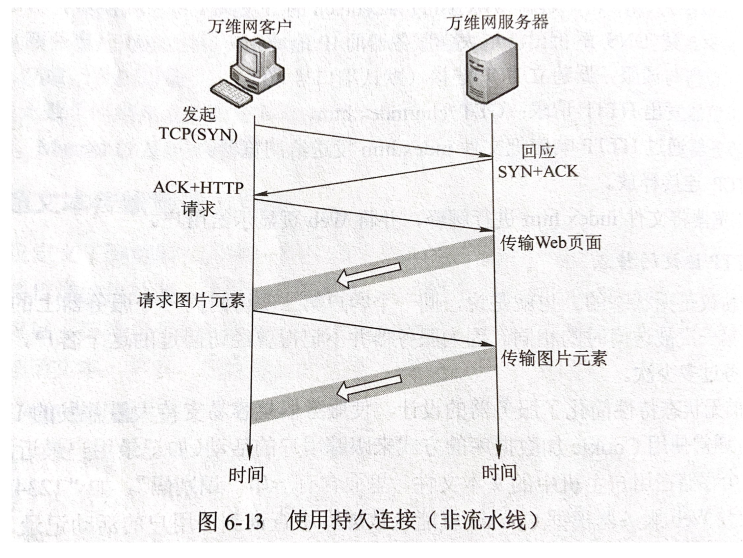 万维网客户
万维网服务器
发起
TCP(SYN)
回应
SYN+ACK
ACK+HTTP
请求
传输Web页面
请求图片元素
传输图片元素
时间
时间
图 6-13 使用持久连接（非流水线）